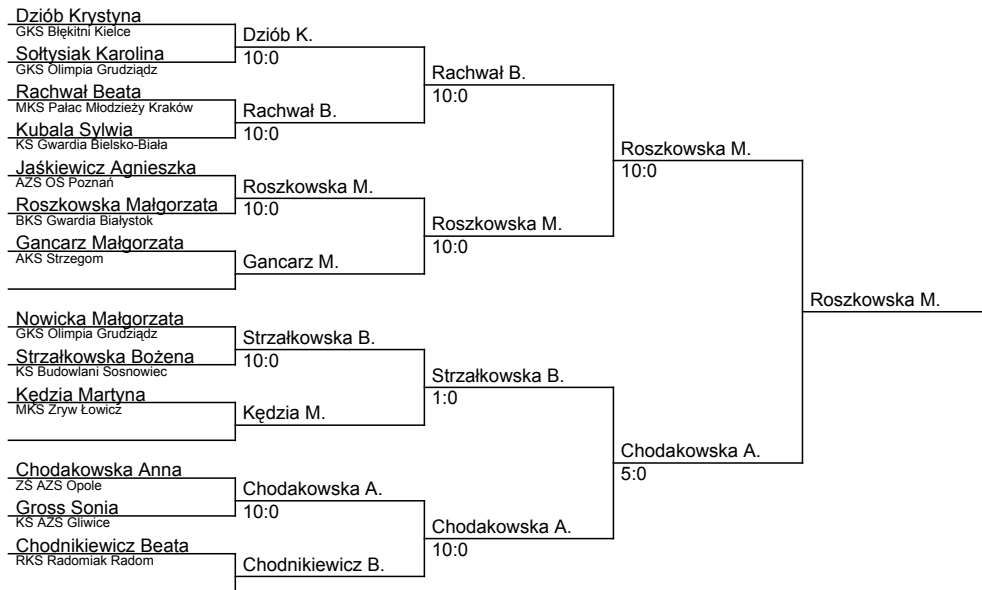 Dziób Krystyna
GKS Błękitni Kielce
Dziób K.
Sołtysiak Karolina
10:0
GKS Olimpia Grudziądz
Rachwał B.
Rachwał Beata
10:0
MKS Pałac Młodzieży Kraków
Rachwał B.
Kubala Sylwia
10:0
KS Gwardia Bielsko-Biała
Roszkowska M.
Jaśkiewicz Agnieszka
10:0
AZS OŚ Poznań
Roszkowska M.
Roszkowska Małgorzata
10:0
BKS Gwardia Białystok
Roszkowska M.
Gancarz Małgorzata
10:0
AKS Strzegom
Gancarz M.
Roszkowska M.
Nowicka Małgorzata
GKS Olimpia Grudziądz
Strzałkowska B.
Strzałkowska Bożena
10:0
KS Budowlani Sosnowiec
Strzałkowska B.
Kędzia Martyna
1:0
MKS Zryw Łowicz
Kędzia M.
Chodakowska A.
Chodakowska Anna
5:0
ZŚ AZS Opole
Chodakowska A.
Gross Sonia
10:0
KS AZS Gliwice
Chodakowska A.
Chodnikiewicz Beata
10:0
RKS Radomiak Radom
Chodnikiewicz B.